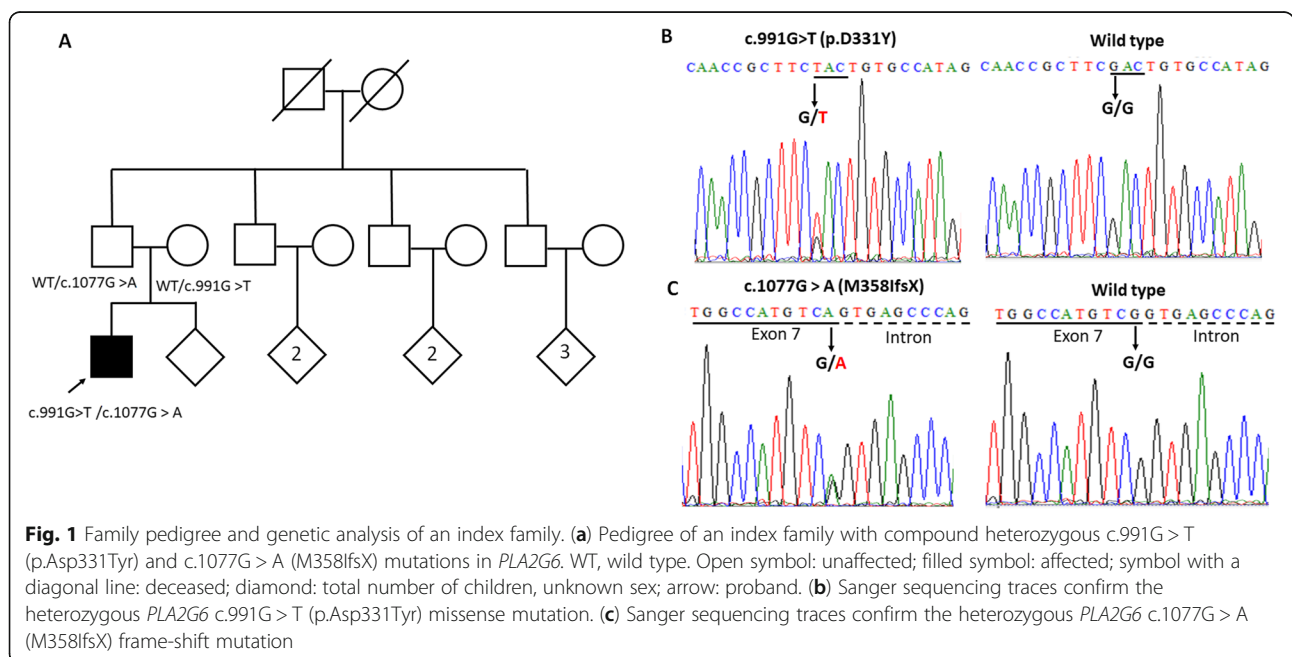 A
WT/c.1077G >A
WT/c.991G >T
2
2
3
c.991G>T /c.1077G > A
B
c.991G>T (p.D331Y)
Wild type
CAACCGCTTCTACTGTGCCATAG
CAACCGCTTCGACTGTGCCATAG
G/T
G/G
C
c.1077G > A (M358IfsX)
Wild type
TGGCCATGTCAGTGAGCCCAG
TGGCCATGTCGGTGAGCCCAG
Exon 7
Intron
Exon 7
Intron
G/A
G/G
Fig. 1 Family pedigree and genetic analysis of an index family. (a) Pedigree of an index family with compound heterozygous c.991G > T
(p.Asp331Tyr) and c.1077G > A (M358IfsX) mutations in PLA2G6. WT, wild type. Open symbol: unaffected; filled symbol: affected; symbol with a
diagonal line: deceased; diamond: total number of children, unknown sex; arrow: proband. (b) Sanger sequencing traces confirm the
heterozygous PLA2G6 c.991G > T (p.Asp331Tyr) missense mutation. (c) Sanger sequencing traces confirm the heterozygous PLA2G6 c.1077G > A
(M358IfsX) frame-shift mutation